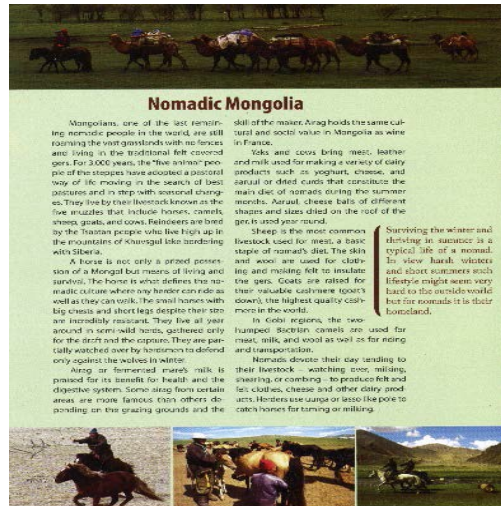 Nomadic Mongolia
Mongolians, one of the last remain-
ing nomadic people in the world, are still
roaming the vast grasslands with no fences
and living in the traditional felt covered
gers. For 3,000 years, the "five animal" peo-
ple of the steppes have adopted a pastoral
way of life moving in the search of best
pastures and in step with seasonal chang-
es. They live by their livestock known as the
five muzzles that include horses, camels,
sheep, goats, and cows. Reindeers are bred
by the Tsaatan people who live high up in
the mountains of Khuvsgul lake bordering
with Siberia.
A horse is not only a prized posses-
sion of a Mongol but means of living and
survival. The horse is what defines the no-
madic culture where any herder can ride as
well as they can walk. The small horses with
big chests and short legs despite their size
are incredibly resistant. They live all year
around in semi-wild herds, gathered only
for the draft and the capture. They are par-
tially watched over by herdsmen to defend
only against the wolves in winter.
Airag or fermented mare's milk is
praised for its benefit for health and the
digestive system. Some airag from certain
areas are more famous than others de-
pending on the grazing grounds and the
skill of the maker. Airag holds the same cul-
tural and social value in Mongolia as wine
in France.
Yaks and cows bring meat, leather
and milk used for making a variety of dairy
products such as yoghurt, cheese, and
aaruul or dried curds that constitute the
main diet of nomads during the summer
months. Aaruul, cheese balls of different
shapes and sizes dried on the roof of the
ger, is used year round.
Sheep is the most common
livestock used for meat, a basic
staple of nomad's diet. The skin
and wool are used for cloth-
ing and making felt to insulate
the gers. Goats are raised for
their valuable cashmere (goat's
down), the highest quality cash-
mere in the world.
In Gobi regions, the two-
humped Bactrian camels are used for
meat, milk, and wool as well as for riding
and transportation.
Nomads devote their day tending to
their livestock – watching over, milking,
shearing, or combing – to produce felt and
felt clothes, cheese and other dairy prod-
ucts. Herders use uurga or lasso like pole to
catch horses for taming or milking.
Surviving the winter and
thriving in summer is a
typical life of a nomad.
In view harsh winters
and short summers such
lifestyle might seem very
hard to the outside world
but for nomads it is their
homeland.